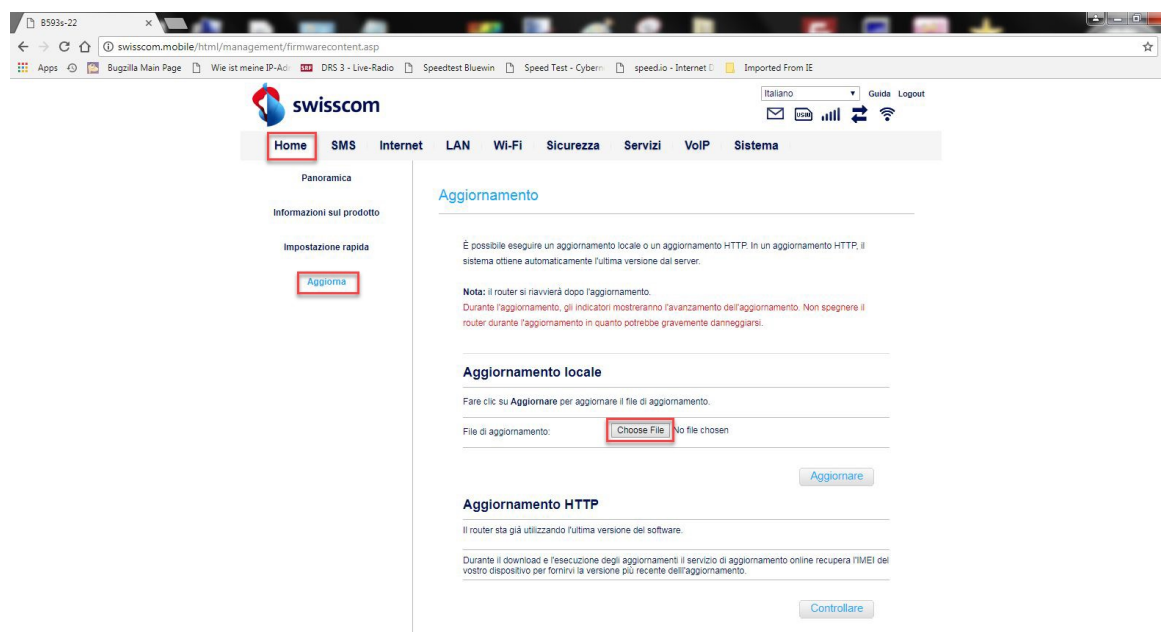 B593s-22
swisscom.mobile/html/management/firmwarecontent.asp
Apps Bugzilla Main Page Wie ist meine IP-Adr DRS 3 - Live-Radio Speedtest Bluewin Speed Test - Cybern speed.io - Internet D Imported From IE
swisscom
Italiano Guida Logout
Home SMS Internet LAN Wi-Fi Sicurezza Servizi VoIP Sistema
Panoramica
Informazioni sul prodotto
Impostazione rapida
Aggiorna
Aggiornamento
È possibile eseguire un aggiornamento locale o un aggiornamento HTTP. In un aggiornamento HTTP, il
sistema ottiene automaticamente l'ultima versione dal server.
Nota: il router si riavvierà dopo l'aggiornamento.
Durante l'aggiornamento, gli indicatori mostreranno l'avanzamento dell'aggiornamento. Non spegnere il
router durante l'aggiornamento in quanto potrebbe gravemente danneggiarsi.
Aggiornamento locale
Fare clic su Aggiornare per aggiornare il file di aggiornamento.
File di aggiornamento: Choose File No file chosen
Aggiornare
Aggiornamento HTTP
Il router sta già utilizzando l'ultima versione del software.
Durante il download e l'esecuzione degli aggiornamenti il servizio di aggiornamento online recupera l'IMEI del
vostro dispositivo per fornirvi la versione più recente delll'aggiornamento.
Controllare